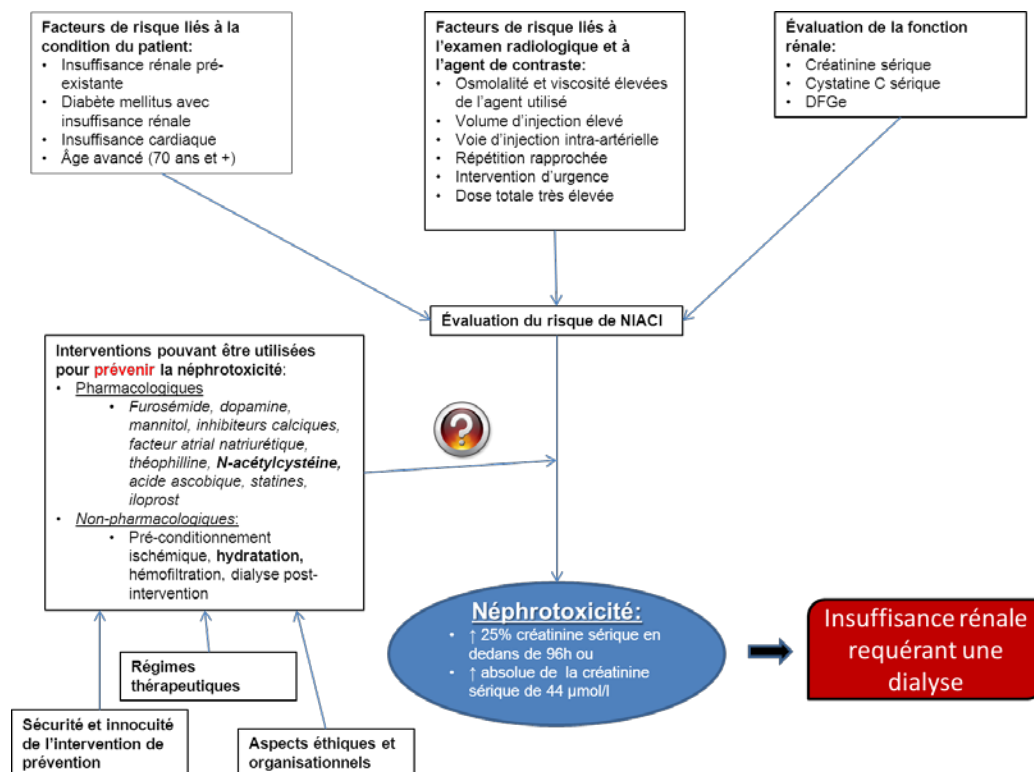 Facteurs de risque liés à la
condition du patient:
• Insuffisance rénale pré-
existante
• Diabète mellitus avec
insuffisance rénale
• Insuffisance cardiaque
• Âge avancé (70 ans et +)
Facteurs de risque liés à
l'examen radiologique et à
l'agent de contraste:
• Osmolalité et viscosité élevées
de l'agent utilisé
• Volume d'injection élevé
• Voie d'injection intra-artérielle
• Répétition rapprochée
• Intervention d'urgence
• Dose totale très élevée
Évaluation de la fonction
rénale:
• Créatinine sérique
• Cystatine C sérique
• DFGe
Évaluation du risque de NIACI
Interventions pouvant être utilisées
pour prévenir la néphrotoxicité:
• Pharmacologiques
• Furosémide, dopamine,
mannitol, inhibiteurs calciques,
facteur atrial natriurétique,
théophilline, N-acétylcystéine,
acide ascobique, statines,
iloprost
• Non-pharmacologiques:
• Pré-conditionnement
ischémique, hydratation,
hémofiltration, dialyse post-
intervention
?
Néphrotoxicité:
• ↑ 25% créatinine sérique en
dedans de 96h ou
• ↑ absolue de la créatinine
sérique de 44 µmol/l
Insuffisance rénale
requérant une
dialyse
Régimes
thérapeutiques
Sécurité et innocuité
de l'intervention de
prévention
Aspects éthiques et
organisationnels